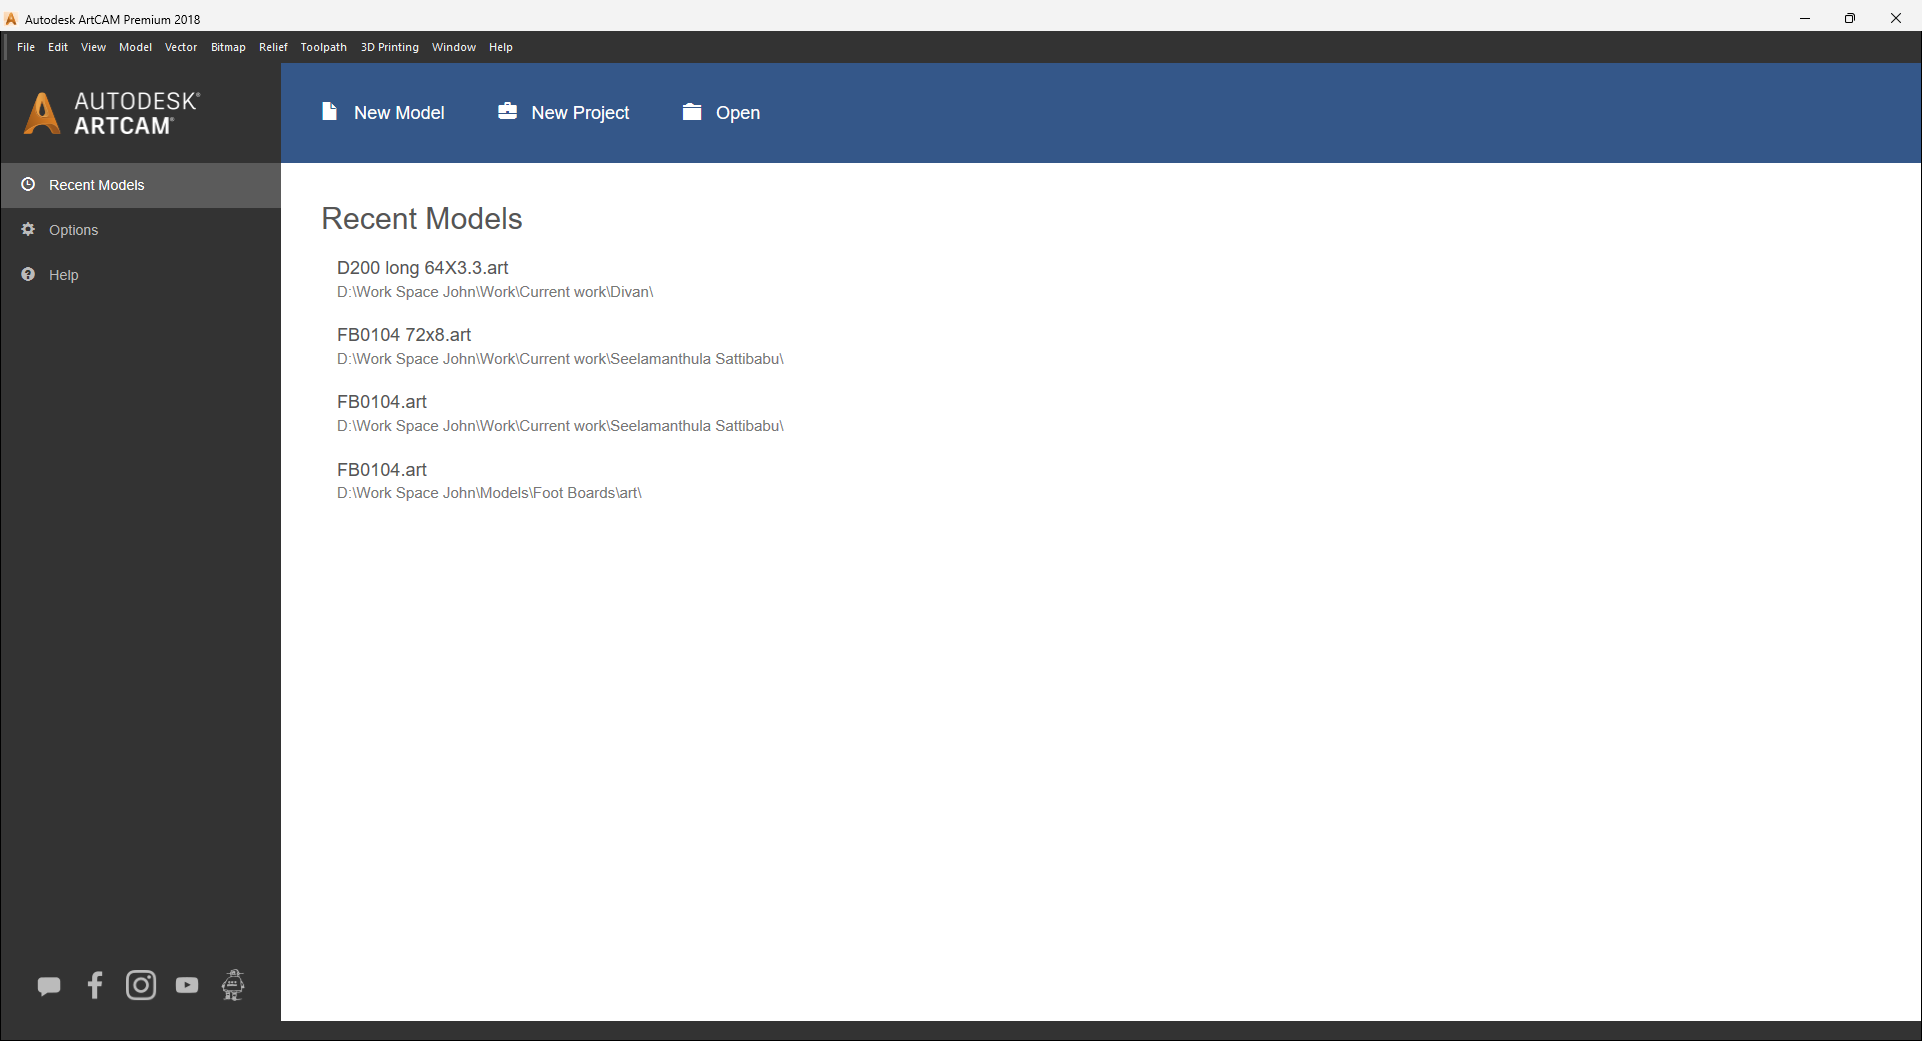 Autodesk ArtCAM Premium 2018
File Edit View Model Vector Bitmap Relief Toolpath 3D Printing Window Help
AUTODESK®
ARTCAM®
New Model New Project Open
Recent Models
Options
Help
Recent Models
D200 long 64X3.3.art
D:\Work Space John\Work\Current work\Divan\
FB0104 72x8.art
D:\Work Space John\Work\Current work\Seelamanthula Sattibabu\
FB0104.art
D:\Work Space John\Work\Current work\Seelamanthula Sattibabu\
FB0104.art
D:\Work Space John\Models\Foot Boards\art\